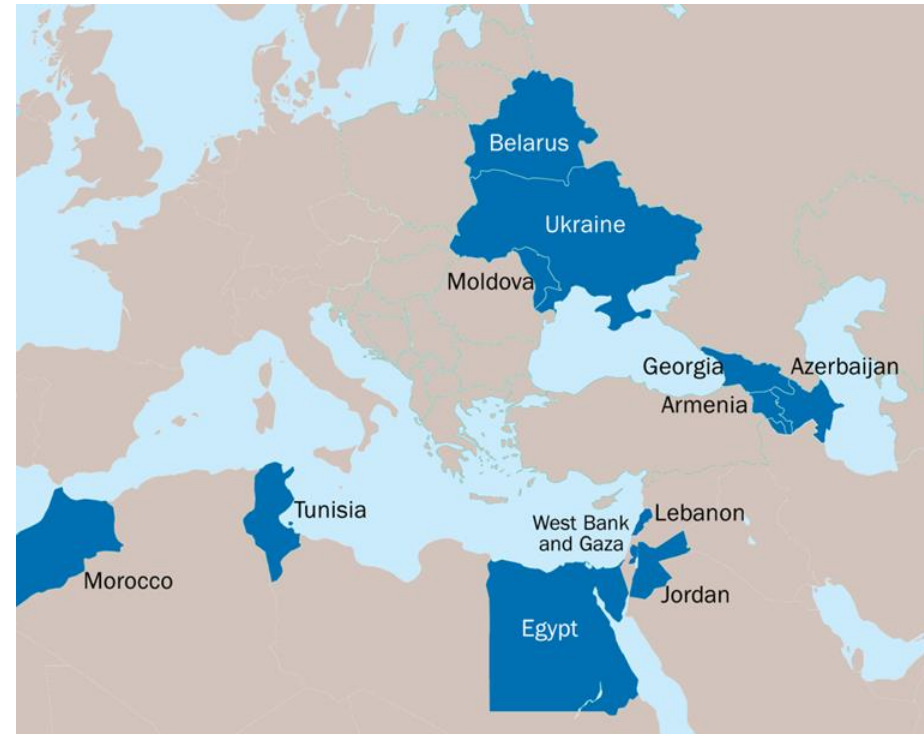 Belarus
Ukraine
Moldova
Georgia
Azerbaijan
Armenia
Tunisia
Lebanon
West Bank
and Gaza
Morocco
Jordan
Egypt